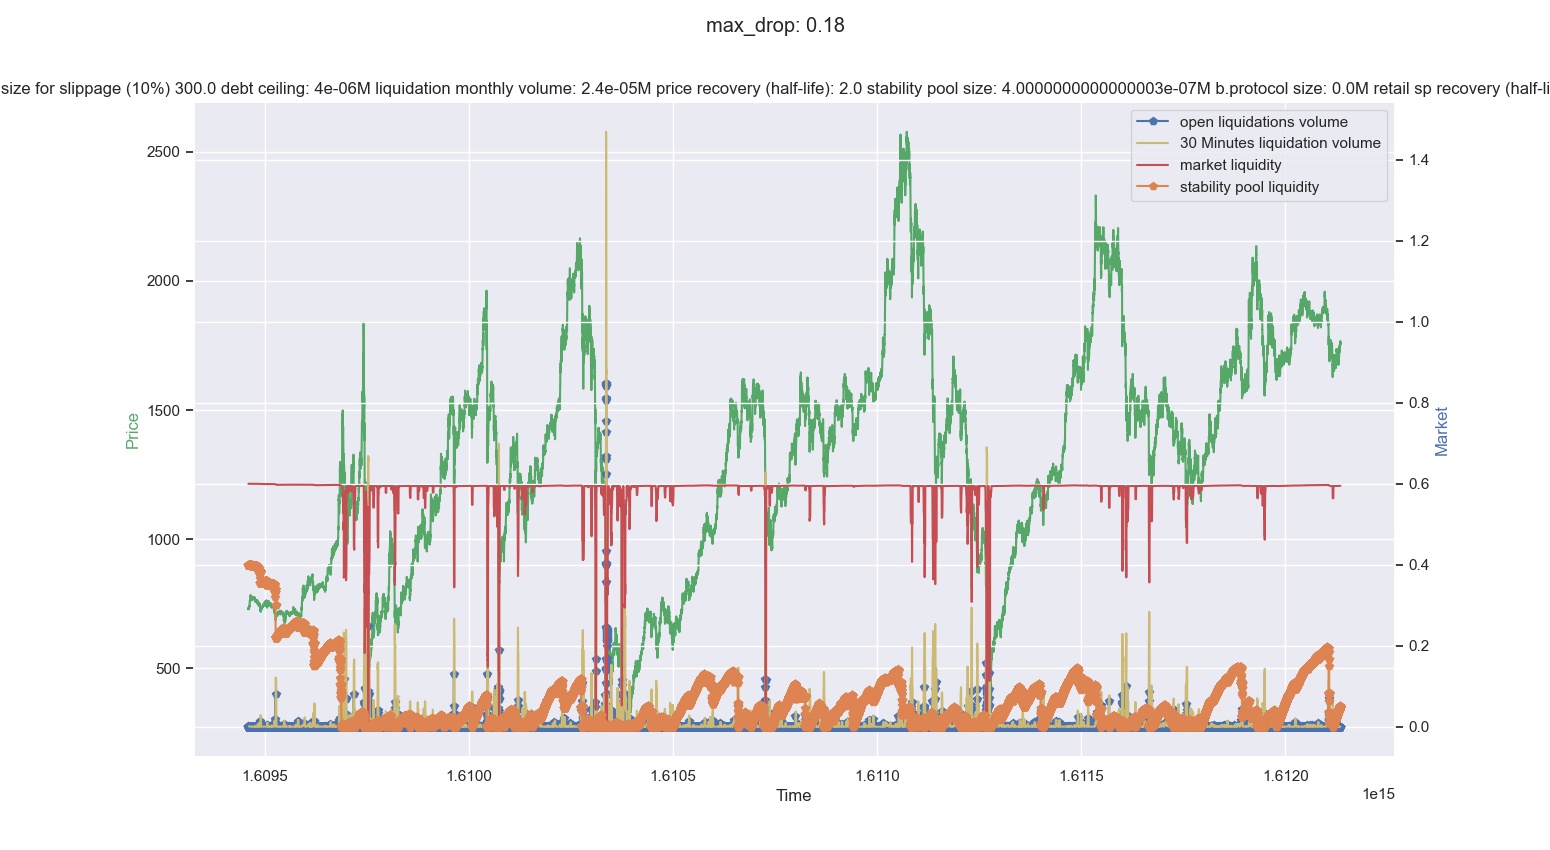 max_drop: 0.18
size for slippage (10%) 300.0 debt ceiling: 4e-06M liquidation monthly volume: 2.4e-05M price recovery (half-life): 2.0 stability pool size: 4.0000000000000003e-07M b.protocol size: 0.0M retail sp recovery (half-li
open liquidations volume
30 Minutes liquidation volume
market liquidity
stability pool liquidity
2500
2000
1500
1000
500
Price
1.4
1.2
1.0
0.8
0.6
0.4
0.2
0.0
Market
1.6095
1.6100
1.6105
1.6110
1.6115
1.6120
Time
1e15